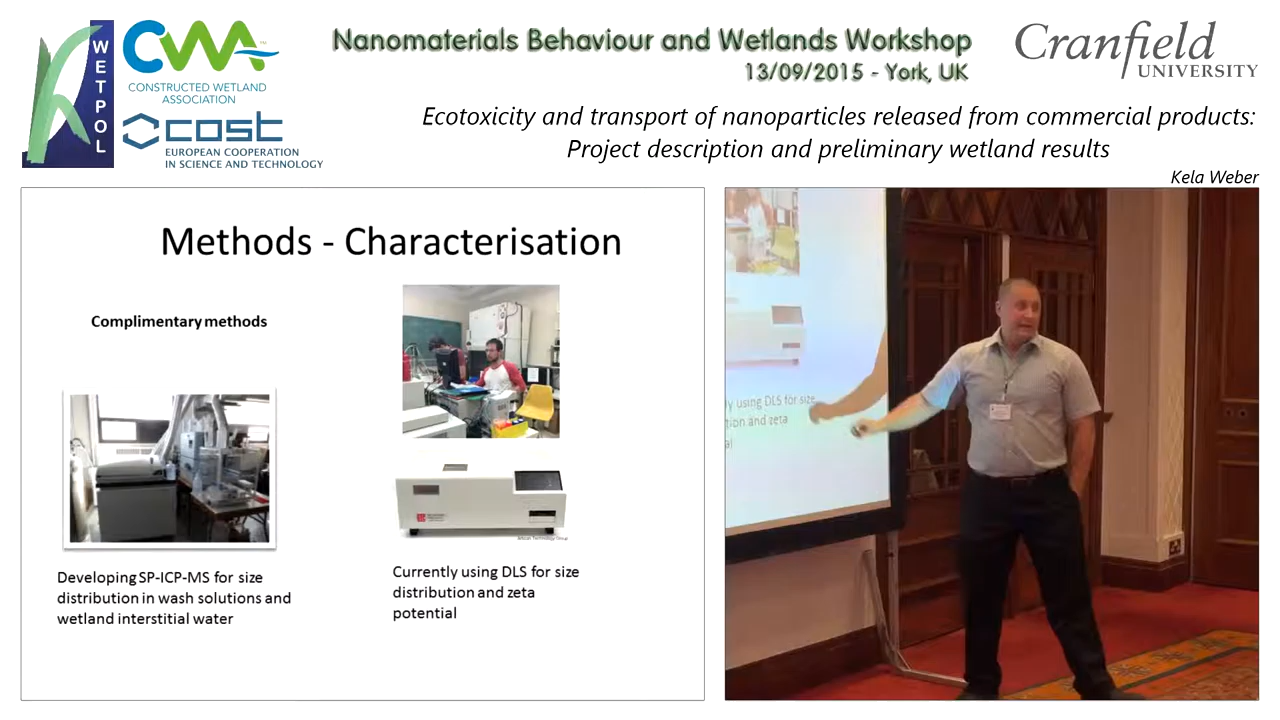 WETPOL
CWA
CONSTRUCTED WETLAND
ASSOCIATION
cost
EUROPEAN COOPERATION
IN SCIENCE AND TECHNOLOGY
Nanomaterials Behaviour and Wetlands Workshop
13/09/2015 - York, UK
Cranfield
UNIVERSITY
Ecotoxicity and transport of nanoparticles released from commercial products:
Project description and preliminary wetland results
Kela Weber
Methods - Characterisation
Complimentary methods
Developing SP-ICP-MS for size
distribution in wash solutions and
wetland interstitial water
Currently using DLS for size
distribution and zeta
potential
using DLS for size
and zeta